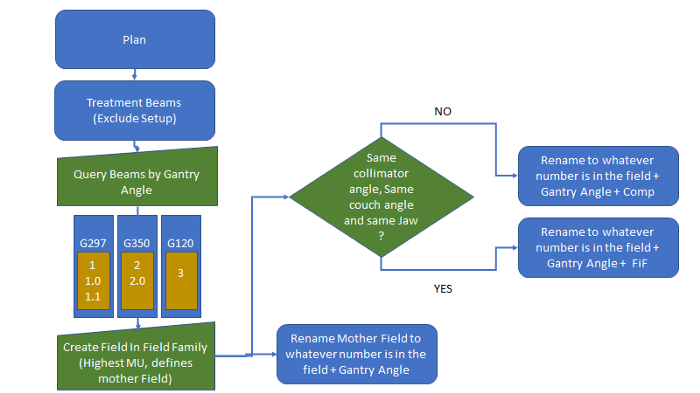 Plan
Treatment Beams
(Exclude Setup)
Query Beams by Gantry
Angle
G297
1
1.0
1.1
G350
2
2.0
G120
3
Create Field In Field Family
(Highest MU, defines
mother Field)
Rename Mother Field to
whatever number is in the
field + Gantry Angle
Same
collimator
angle, Same
couch angle
and same Jaw
?
NO
Rename to whatever
number is in the field +
Gantry Angle + Comp
YES
Rename to whatever
number is in the field +
Gantry Angle + FiF